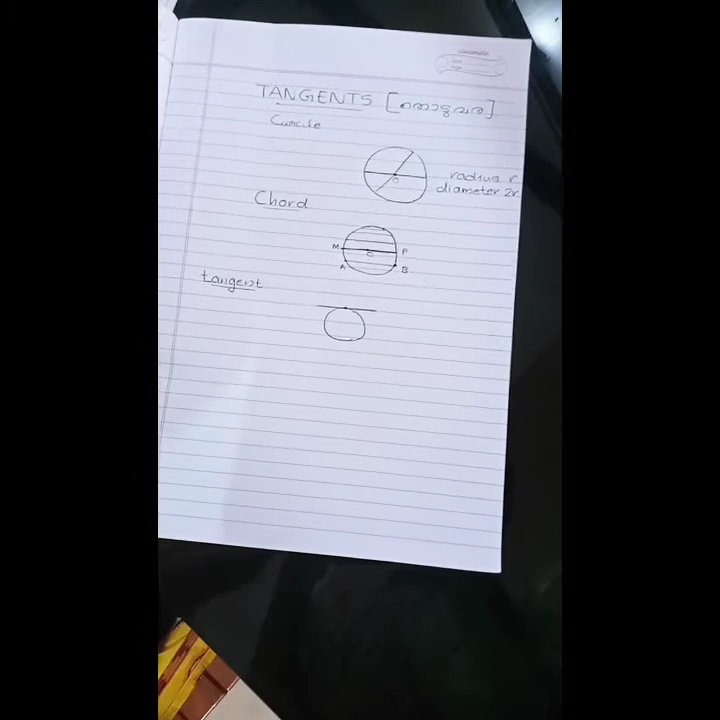 TANGENTS [തൊടുവര]
Circle
O
radius r
diameter 2r
Chord
M O P
A B
tangent